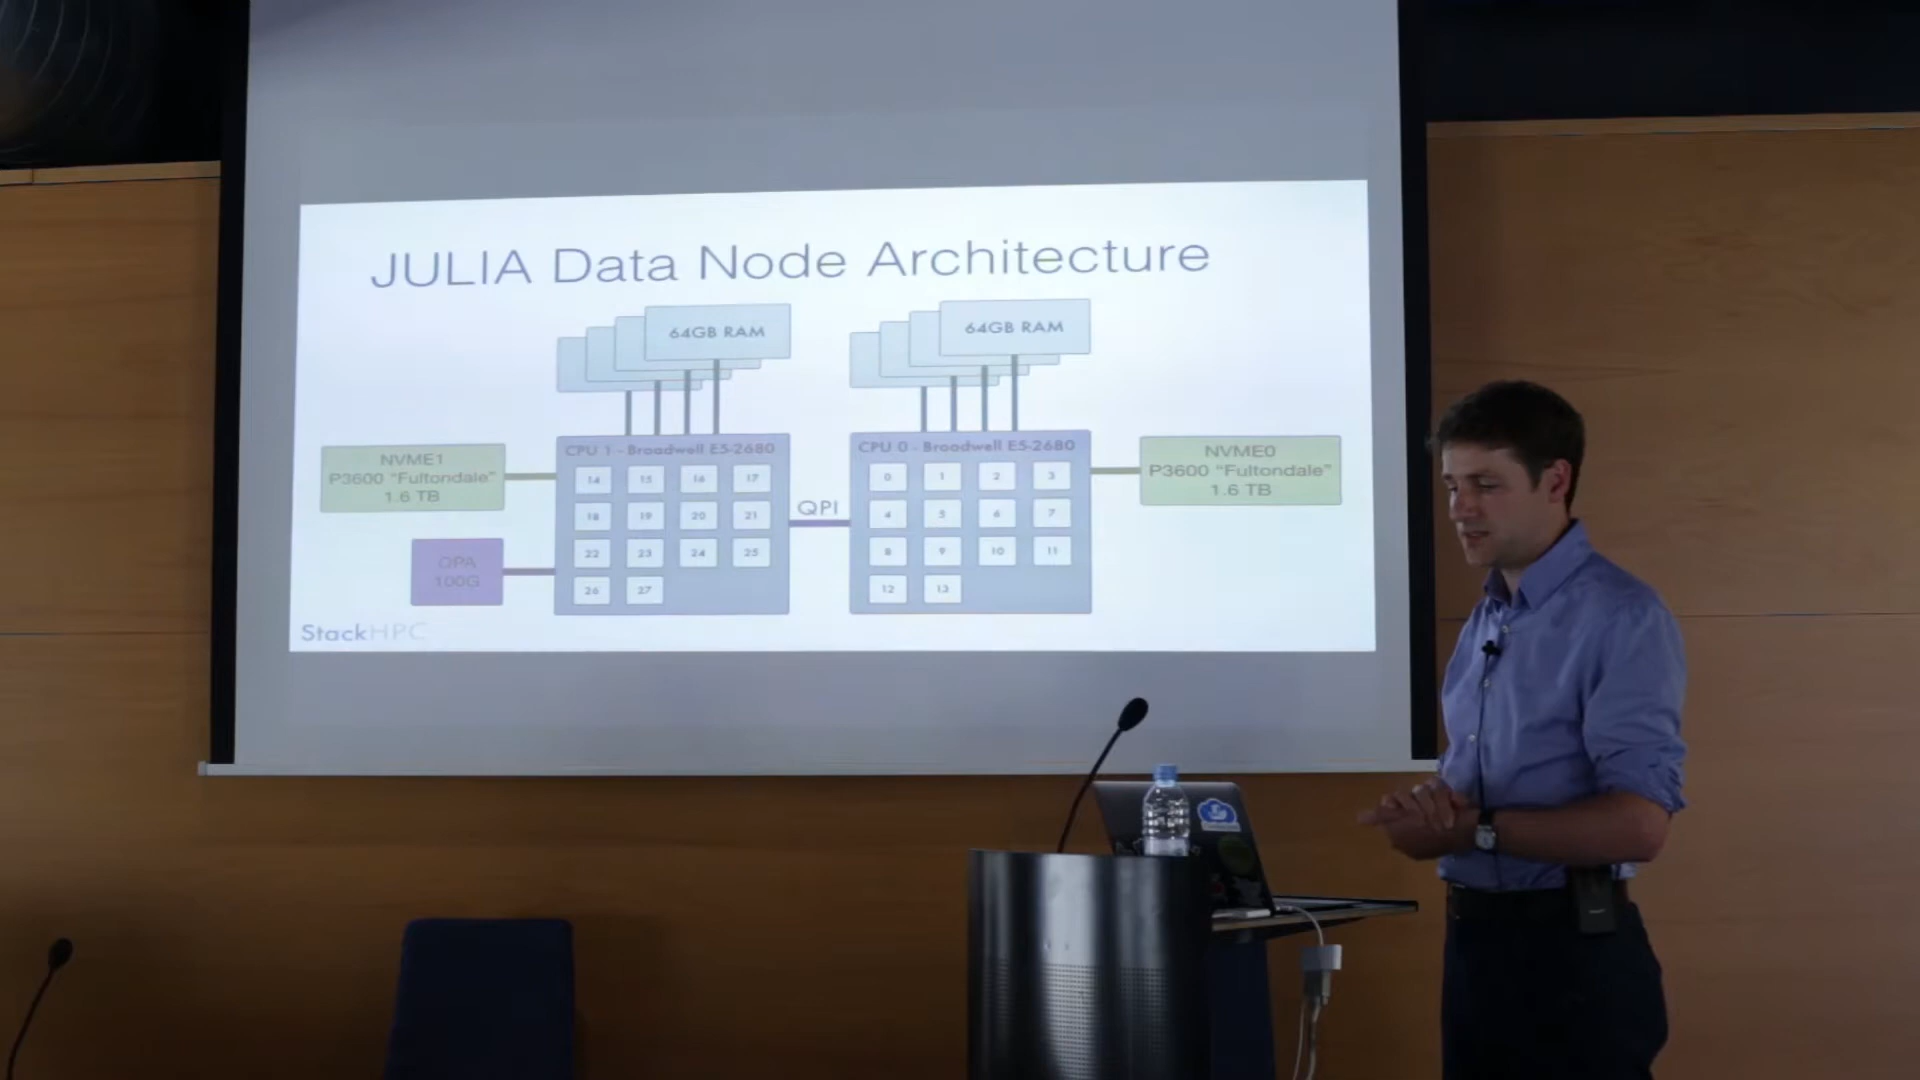 JULIA Data Node Architecture
64GB RAM
64GB RAM
CPU 1 - Broadwell E5-2680
CPU 0 - Broadwell E5-2680
NVME1
P3600 “Fultondale”
1.6 TB
NVME0
P3600 “Fultondale”
1.6 TB
14 15 16 17
18 19 20 21
22 23 24 25
26 27
QPI
0 1 2 3
4 5 6 7
8 9 10 11
12 13
OPA
100G
StackHPC